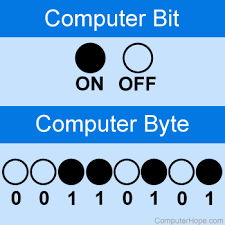 Computer Bit
ON OFF
Computer Byte
0 0 1 1 0 1 0 1
ComputerHope.com